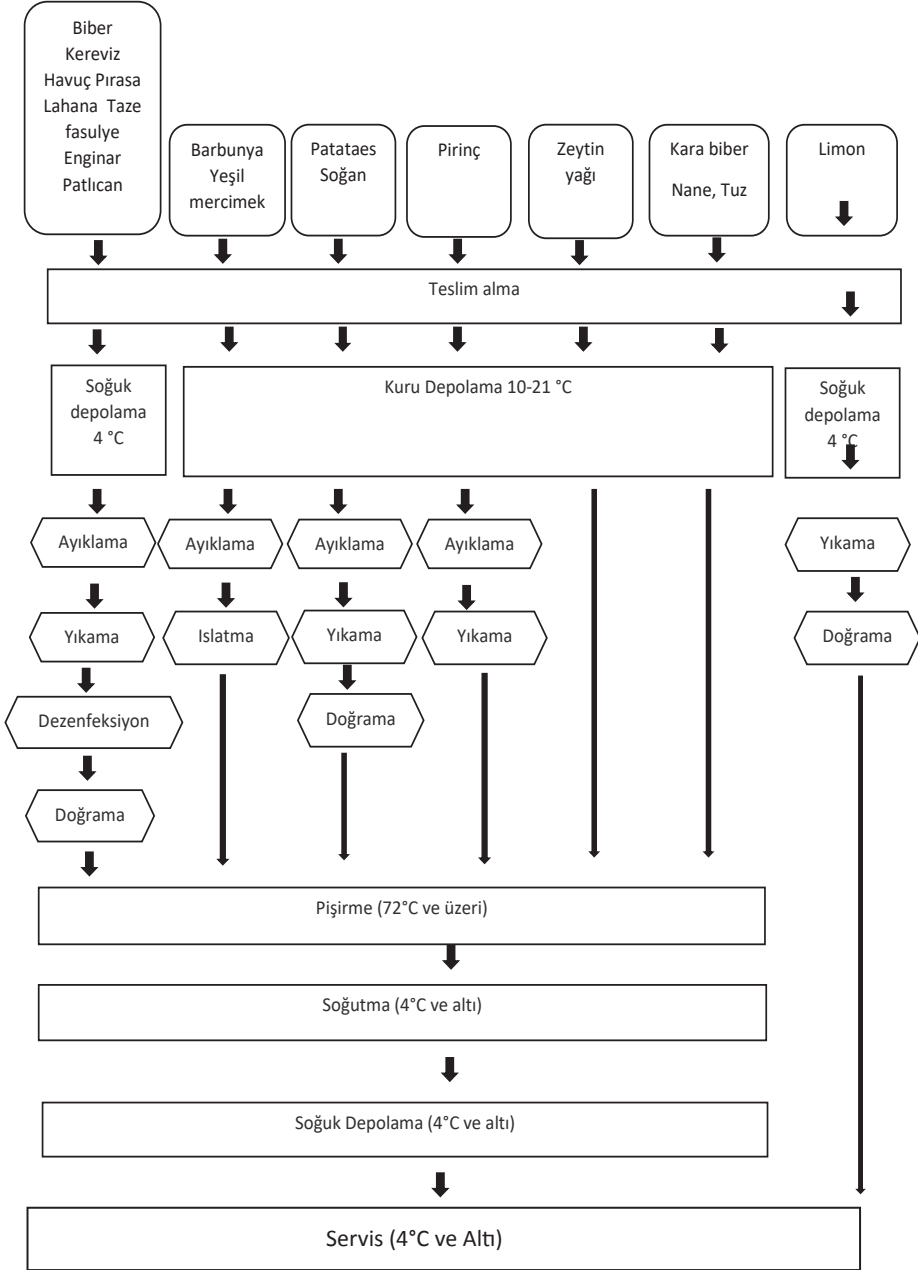 Biber
Kereviz
Havuç Pırasa
Lahana Taze
fasulye
Enginar
Patlıcan
Barbunya
Yeşil
mercimek
Patataes
Soğan
Pirinç
Zeytin
yağı
Kara biber
Nane, Tuz
Limon
Teslim alma
Soğuk
depolama
4 °C
Kuru Depolama 10-21 °C
Soğuk
depolama
4 °C
Ayıklama
Ayıklama
Ayıklama
Ayıklama
Yıkama
Yıkama
Islatma
Yıkama
Yıkama
Doğrama
Dezenfeksiyon
Doğrama
Doğrama
Pişirme (72°C ve üzeri)
Soğutma (4°C ve altı)
Soğuk Depolama (4°C ve altı)
Servis (4°C ve Altı)